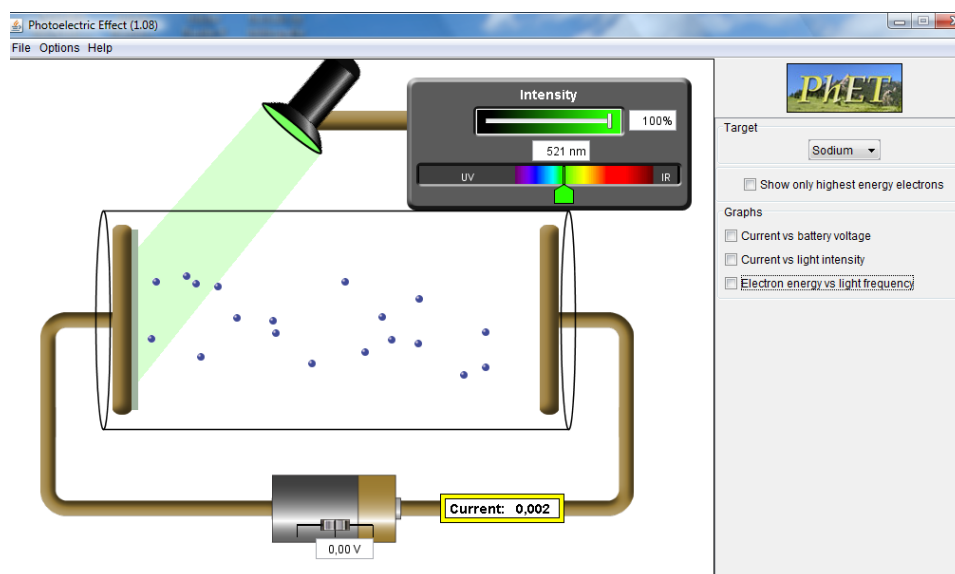 Photoelectric Effect (1.08)
File Options Help
Intensity
100%
521 nm
UV
IR
Current: 0,002
0,00 V
PhET
Target
Sodium
Show only highest energy electrons
Graphs
Current vs battery voltage
Current vs light intensity
Electron energy vs light frequency